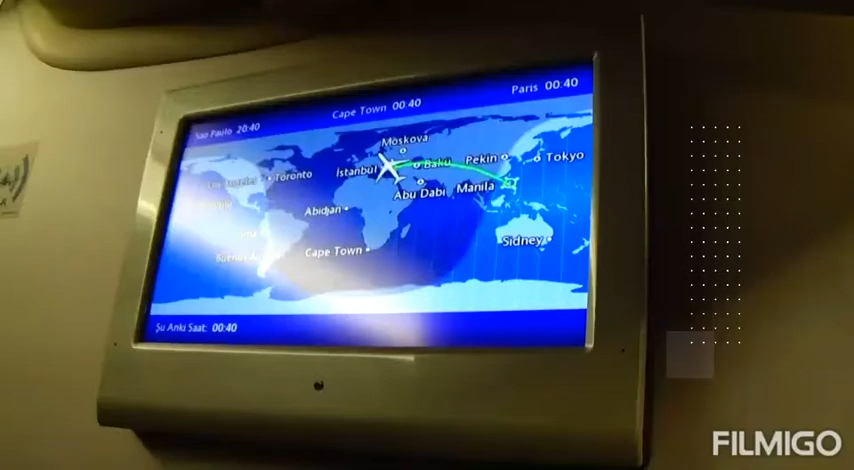 Sao Paulo 20:40
Cape Town 00:40
Paris 00:40
Moskova
İstanbul
Bakü
Pekin
Tokyo
Toronto
Abu Dabi
Manila
Abidjan
Sidney
Cape Town
Şu Anki Saat: 00:40
FILMIGO